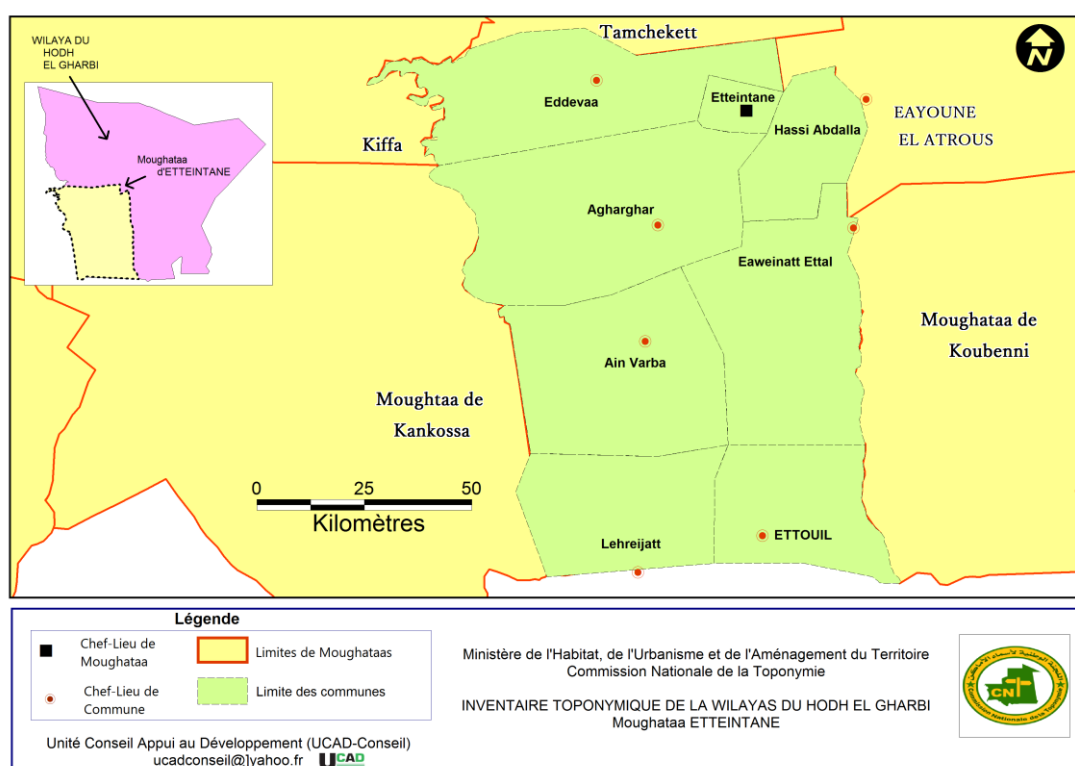 WILAYA DU
HODH
EL GHARBI
Moughataa
d'ETTEINTANE
Tamchekett
N
Eddevaa
Etteintane
Hassi Abdalla
EAYOUNE
EL ATROUS
Kiffa
Agharghar
Eaweinatt Ettal
Moughataa de
Koubenni
Ain Varba
Moughtaa de
Kankossa
0 25 50
Kilomètres
Lehreijatt
ETTOUIL
Légende
Chef-Lieu de
Moughataa
Limites de Moughataas
Chef-Lieu de
Commune
Limite des communes
Unité Conseil Appui au Développement (UCAD-Conseil)
ucadconseil@]yahoo.fr UCAD
Ministère de l'Habitat, de l'Urbanisme et de l'Aménagement du Territoire
Commission Nationale de la Toponymie
INVENTAIRE TOPONYMIQUE DE LA WILAYAS DU HODH EL GHARBI
Moughataa ETTEINTANE
اللجنة الوطنية لأسماء الأماكن
CNT
Commission Nationale de la Toponymie